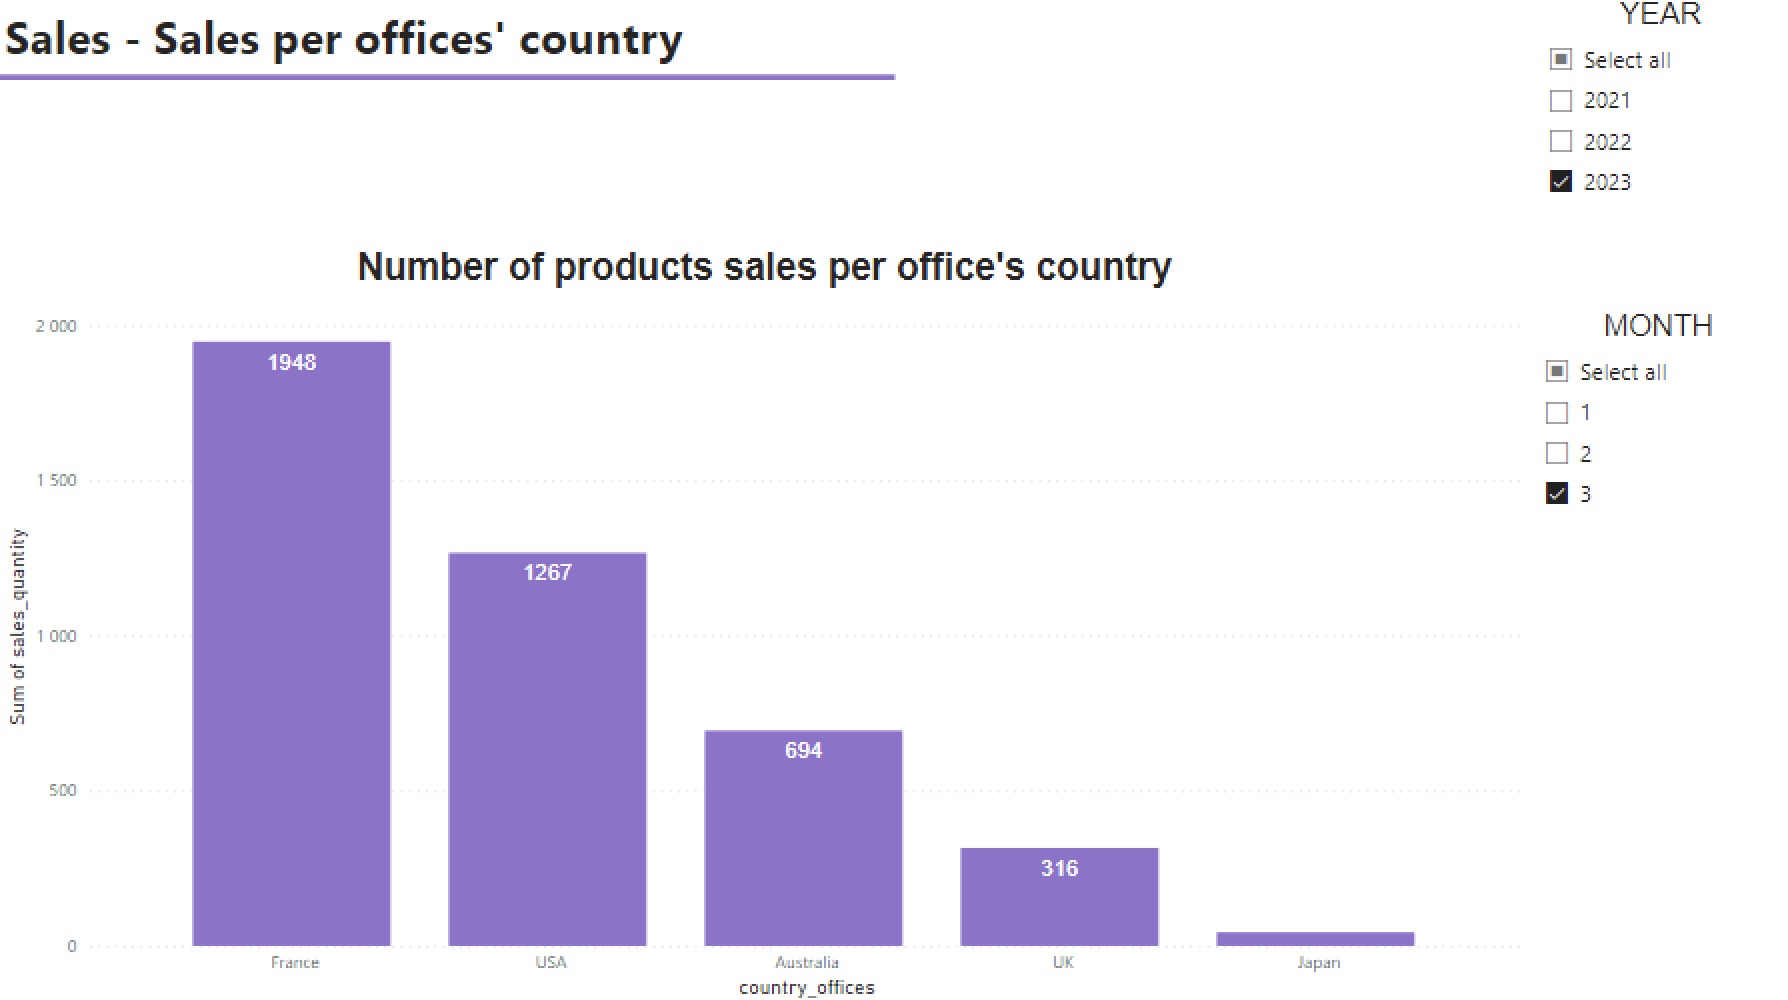 Sales - Sales per offices' country
YEAR
Select all
2021
2022
2023
Number of products sales per office's country
MONTH
Select all
1
2
3
2 000
1 500
1 000
500
0
Sum of sales_quantity
1948
1267
694
316
France
USA
Australia
UK
Japan
country_offices